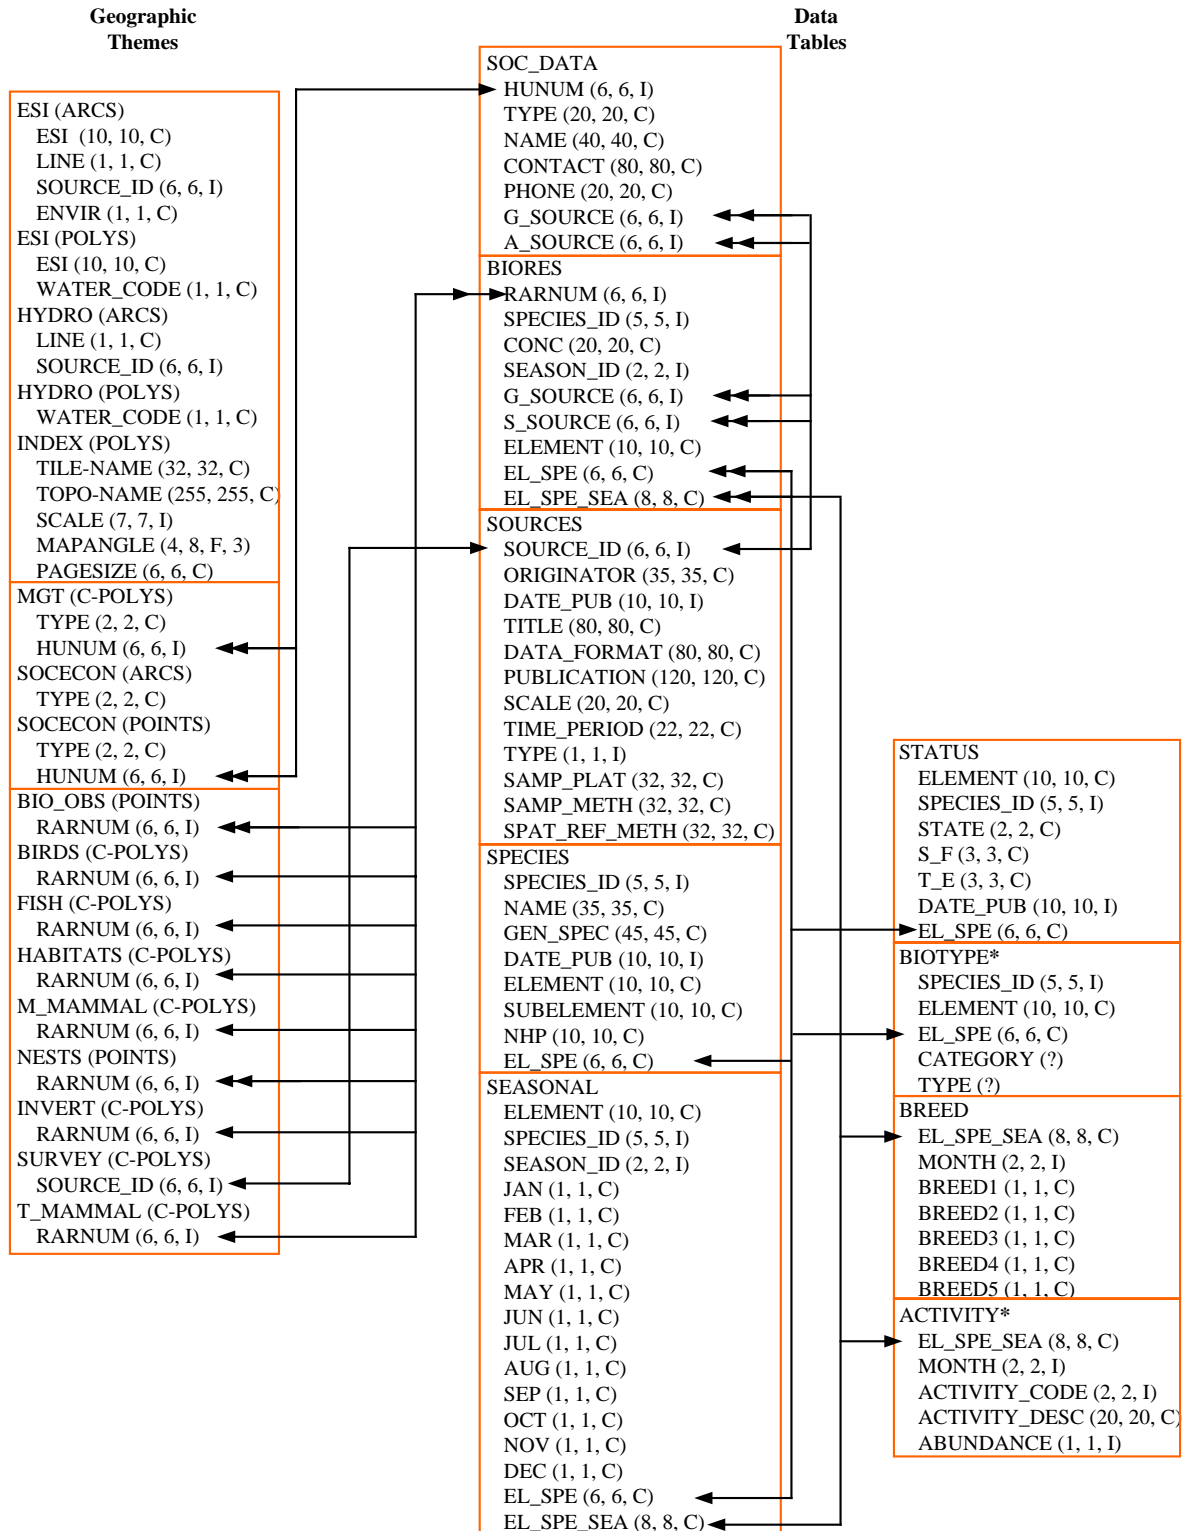 Geographic
Themes
ESI (ARCS)
ESI (10, 10, C)
LINE (1, 1, C)
SOURCE_ID (6, 6, I)
ENVIR (1, 1, C)
ESI (POLYS)
ESI (10, 10, C)
WATER_CODE (1, 1, C)
HYDRO (ARCS)
LINE (1, 1, C)
SOURCE_ID (6, 6, I)
HYDRO (POLYS)
WATER_CODE (1, 1, C)
INDEX (POLYS)
TILE-NAME (32, 32, C)
TOPO-NAME (255, 255, C)
SCALE (7, 7, I)
MAPANGLE (4, 8, F, 3)
PAGESIZE (6, 6, C)
MGT (C-POLYS)
TYPE (2, 2, C)
HUNUM (6, 6, I)
SOCECON (ARCS)
TYPE (2, 2, C)
SOCECON (POINTS)
TYPE (2, 2, C)
HUNUM (6, 6, I)
BIO_OBS (POINTS)
RARNUM (6, 6, I)
BIRDS (C-POLYS)
RARNUM (6, 6, I)
FISH (C-POLYS)
RARNUM (6, 6, I)
HABITATS (C-POLYS)
RARNUM (6, 6, I)
M_MAMMAL (C-POLYS)
RARNUM (6, 6, I)
NESTS (POINTS)
RARNUM (6, 6, I)
INVERT (C-POLYS)
RARNUM (6, 6, I)
SURVEY (C-POLYS)
SOURCE_ID (6, 6, I)
T_MAMMAL (C-POLYS)
RARNUM (6, 6, I)
Data
Tables
SOC_DATA
HUNUM (6, 6, I)
TYPE (20, 20, C)
NAME (40, 40, C)
CONTACT (80, 80, C)
PHONE (20, 20, C)
G_SOURCE (6, 6, I)
A_SOURCE (6, 6, I)
BIORES
RARNUM (6, 6, I)
SPECIES_ID (5, 5, I)
CONC (20, 20, C)
SEASON_ID (2, 2, I)
G_SOURCE (6, 6, I)
S_SOURCE (6, 6, I)
ELEMENT (10, 10, C)
EL_SPE (6, 6, C)
EL_SPE_SEA (8, 8, C)
SOURCES
SOURCE_ID (6, 6, I)
ORIGINATOR (35, 35, C)
DATE_PUB (10, 10, I)
TITLE (80, 80, C)
DATA_FORMAT (80, 80, C)
PUBLICATION (120, 120, C)
SCALE (20, 20, C)
TIME_PERIOD (22, 22, C)
TYPE (1, 1, I)
SAMP_PLAT (32, 32, C)
SAMP_METH (32, 32, C)
SPAT_REF_METH (32, 32, C)
SPECIES
SPECIES_ID (5, 5, I)
NAME (35, 35, C)
GEN_SPEC (45, 45, C)
DATE_PUB (10, 10, I)
ELEMENT (10, 10, C)
SUBELEMENT (10, 10, C)
NHP (10, 10, C)
EL_SPE (6, 6, C)
SEASONAL
ELEMENT (10, 10, C)
SPECIES_ID (5, 5, I)
SEASON_ID (2, 2, I)
JAN (1, 1, C)
FEB (1, 1, C)
MAR (1, 1, C)
APR (1, 1, C)
MAY (1, 1, C)
JUN (1, 1, C)
JUL (1, 1, C)
AUG (1, 1, C)
SEP (1, 1, C)
OCT (1, 1, C)
NOV (1, 1, C)
DEC (1, 1, C)
EL_SPE (6, 6, C)
EL_SPE_SEA (8, 8, C)
STATUS
ELEMENT (10, 10, C)
SPECIES_ID (5, 5, I)
STATE (2, 2, C)
S_F (3, 3, C)
T_E (3, 3, C)
DATE_PUB (10, 10, I)
EL_SPE (6, 6, C)
BIOTYPE*
SPECIES_ID (5, 5, I)
ELEMENT (10, 10, C)
EL_SPE (6, 6, C)
CATEGORY (?)
TYPE (?)
BREED
EL_SPE_SEA (8, 8, C)
MONTH (2, 2, I)
BREED1 (1, 1, C)
BREED2 (1, 1, C)
BREED3 (1, 1, C)
BREED4 (1, 1, C)
BREED5 (1, 1, C)
ACTIVITY*
EL_SPE_SEA (8, 8, C)
MONTH (2, 2, I)
ACTIVITY_CODE (2, 2, I)
ACTIVITY_DESC (20, 20, C)
ABUNDANCE (1, 1, I)